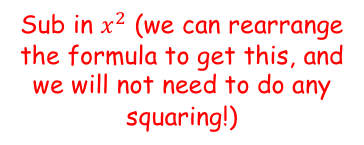 Sub in x² (we can rearrange
the formula to get this, and
we will not need to do any
squaring!)